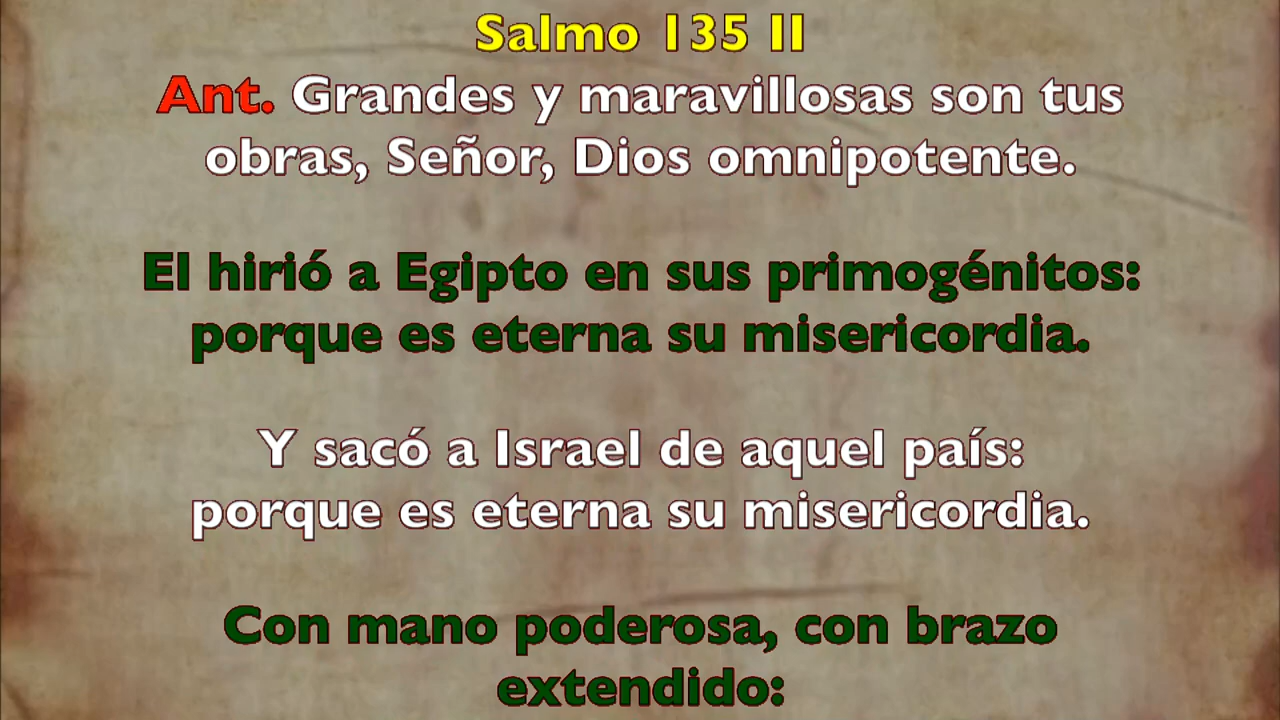 Salmo 135 II
Ant. Grandes y maravillosas son tus
obras, Señor, Dios omnipotente.
El hirió a Egipto en sus primogénitos:
porque es eterna su misericordia.
Y sacó a Israel de aquel país:
porque es eterna su misericordia.
Con mano poderosa, con brazo
extendido: